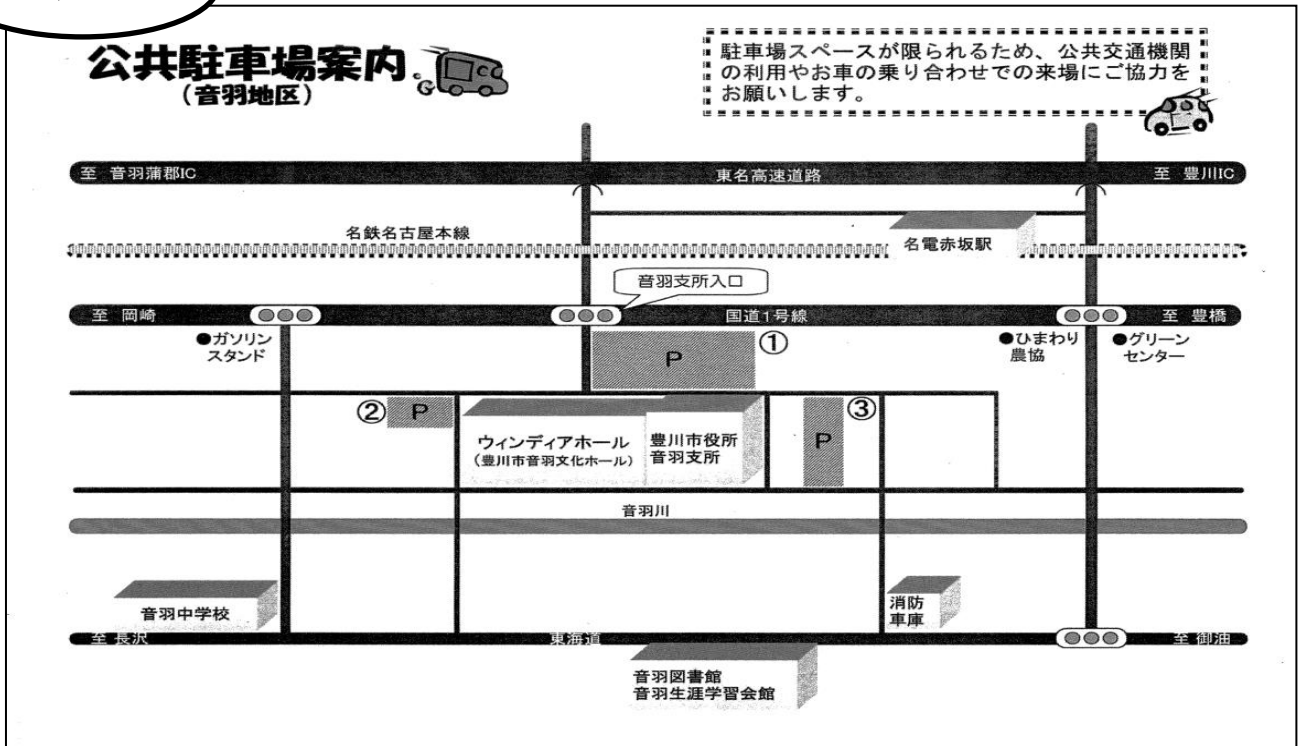 公共駐車場案内
（音羽地区）
駐車場スペースが限られるため、公共交通機関
の利用やお車の乗り合わせでの来場にご協力を
お願いします。
至 音羽蒲郡IC
東名高速道路
至 豊川IC
名鉄名古屋本線
名電赤坂駅
音羽支所入口
至 岡崎
国道1号線
至 豊橋
●ガソリン
スタンド
P
①
●ひまわり
農協
●グリーン
センター
②
P
ウィンディアホール
（豊川市音羽文化ホール）
豊川市役所
音羽支所
P
③
音羽川
音羽中学校
消防
車庫
至 長沢
東海道
至 御油
音羽図書館
音羽生涯学習会館